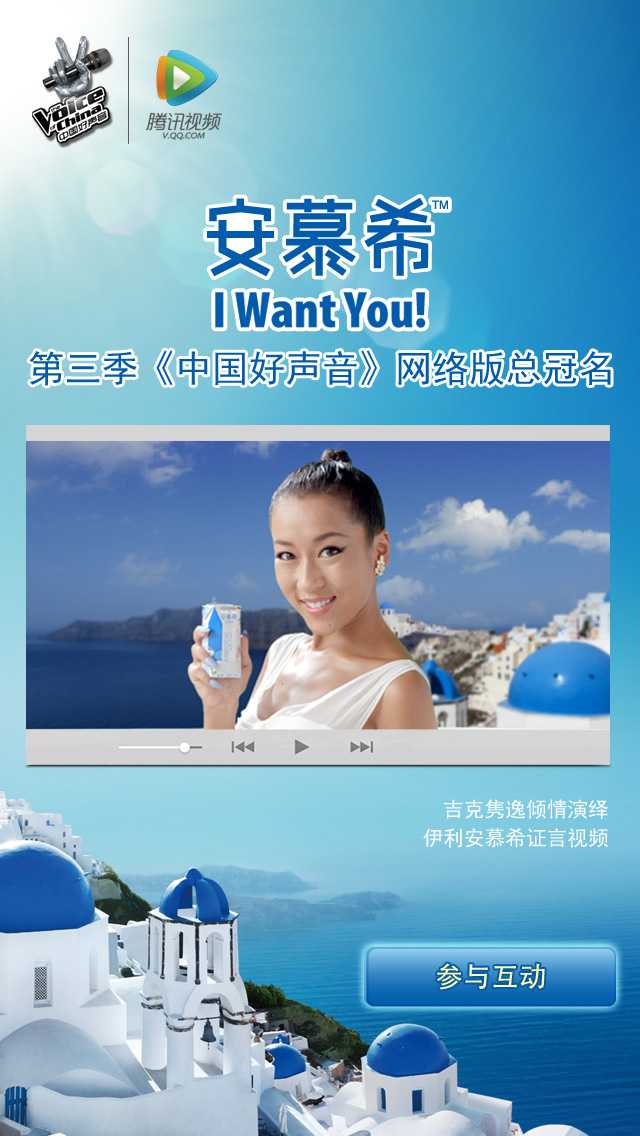 The Voice of China
中国好声音
腾讯视频
V.QQ.COM
安慕希™
I Want You!
第三季《中国好声音》网络版总冠名
安慕希
吉克隽逸倾情演绎
伊利安慕希证言视频
参与互动